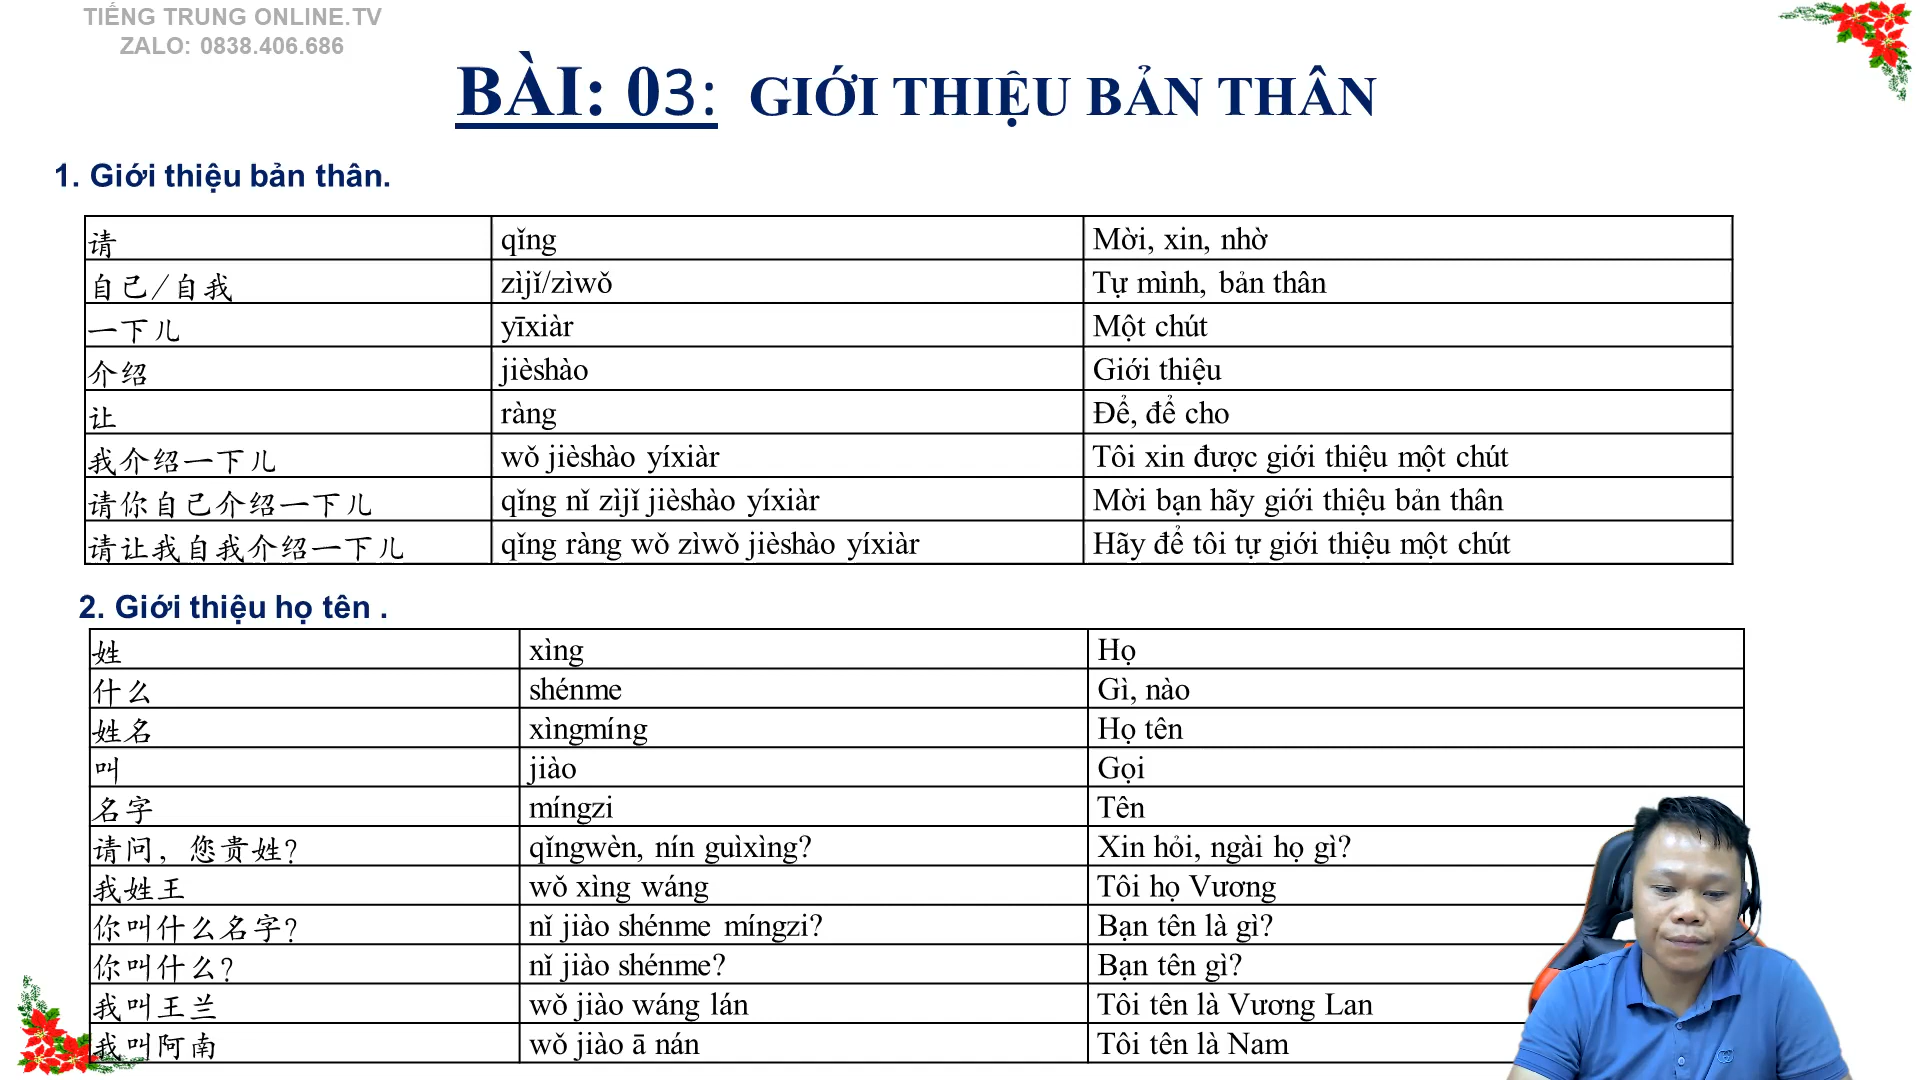 TIẾNG TRUNG ONLINE.TV
ZALO: 0838.406.686
BÀI: 03: GIỚI THIỆU BẢN THÂN
1. Giới thiệu bản thân.
请 qǐng Mời, xin, nhờ
自己/自我 zìjǐ/zìwǒ Tự mình, bản thân
一下儿 yīxiàr Một chút
介绍 jièshào Giới thiệu
让 ràng Để, để cho
我介绍一下儿 wǒ jièshào yíxiàr Tôi xin được giới thiệu một chút
请你自己介绍一下儿 qǐng nǐ zìjǐ jièshào yíxiàr Mời bạn hãy giới thiệu bản thân
请让我自我介绍一下儿 qǐng ràng wǒ zìwǒ jièshào yíxiàr Hãy để tôi tự giới thiệu một chút
2. Giới thiệu họ tên .
姓 xìng Họ
什么 shénme Gì, nào
姓名 xìngmíng Họ tên
叫 jiào Gọi
名字 míngzi Tên
请问，您贵姓? qǐngwèn, nín guìxìng? Xin hỏi, ngài họ gì?
我姓王 wǒ xìng wáng Tôi họ Vương
你叫什么名字? nǐ jiào shénme míngzi? Bạn tên là gì?
你叫什么? nǐ jiào shénme? Bạn tên gì?
我叫王兰 wǒ jiào wáng lán Tôi tên là Vương Lan
我叫阿南 wǒ jiào ā nán Tôi tên là Nam